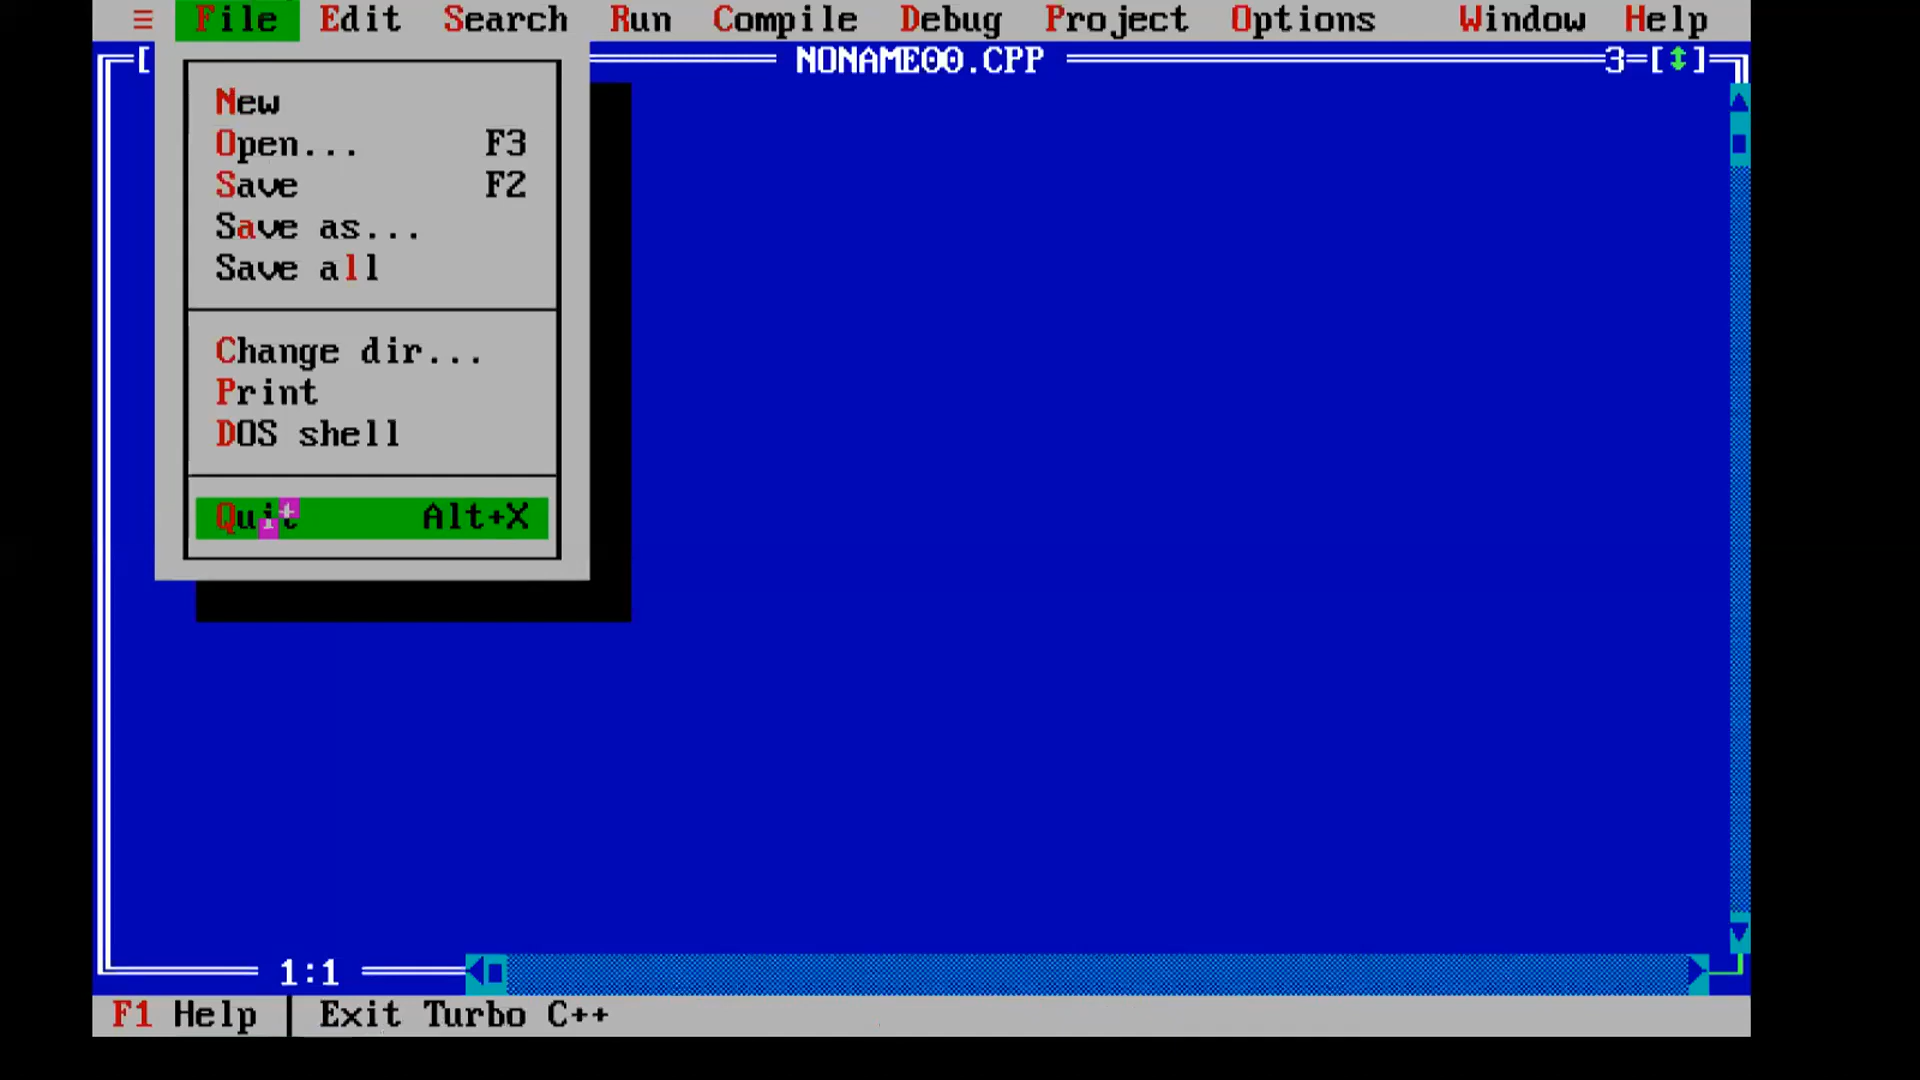 ≡ File Edit Search Run Compile Debug Project Options Window Help
[ NONAME00.CPP 3=[↕]
New
Open... F3
Save F2
Save as...
Save all
Change dir...
Print
DOS shell
Quit Alt+X
1:1
F1 Help | Exit Turbo C++